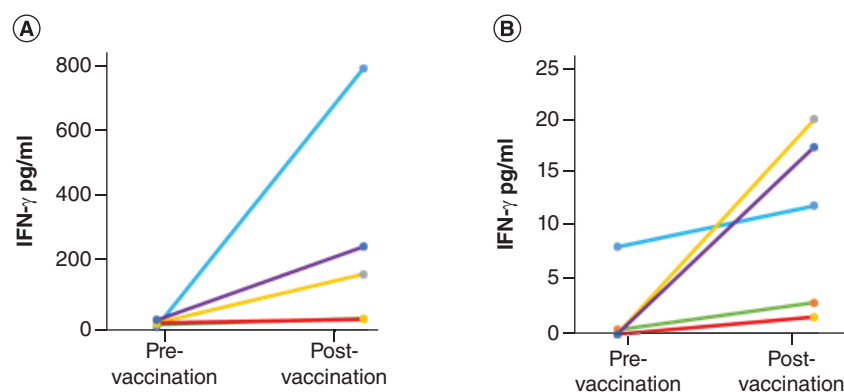 A
IFN-γ pg/ml
800
600
400
200
0
Pre-
vaccination
Post-
vaccination
B
IFN-γ pg/ml
25
20
15
10
5
0
Pre-
vaccination
Post-
vaccination